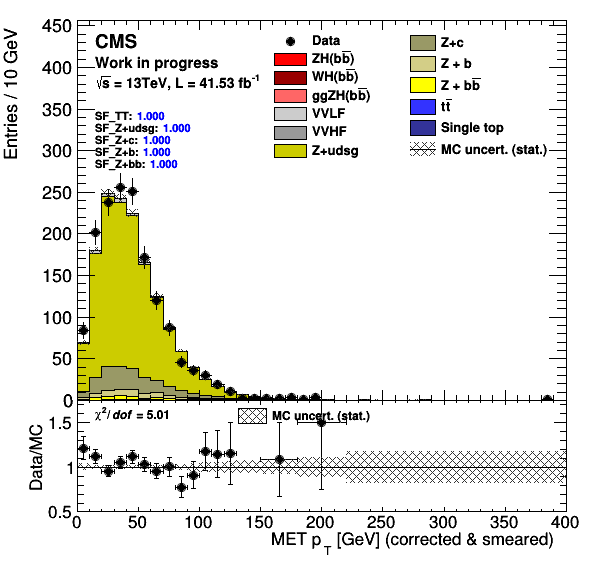 CMS
Work in progress
√s = 13TeV, L = 41.53 fb⁻¹
SF_TT: 1.000
SF_Z+udsg: 1.000
SF_Z+c: 1.000
SF_Z+b: 1.000
SF_Z+bb: 1.000
Data
ZH(bb̅)
WH(bb̅)
ggZH(bb̅)
VVLF
VVHF
Z+udsg
Z+c
Z + b
Z + bb̅
tt̅
Single top
MC uncert. (stat.)
Entries / 10 GeV
450
400
350
300
250
200
150
100
50
0
χ²/dof = 5.01
MC uncert. (stat.)
Data/MC
1.5
1
0.5
0 50 100 150 200 250 300 350 400
MET p_T [GeV] (corrected & smeared)